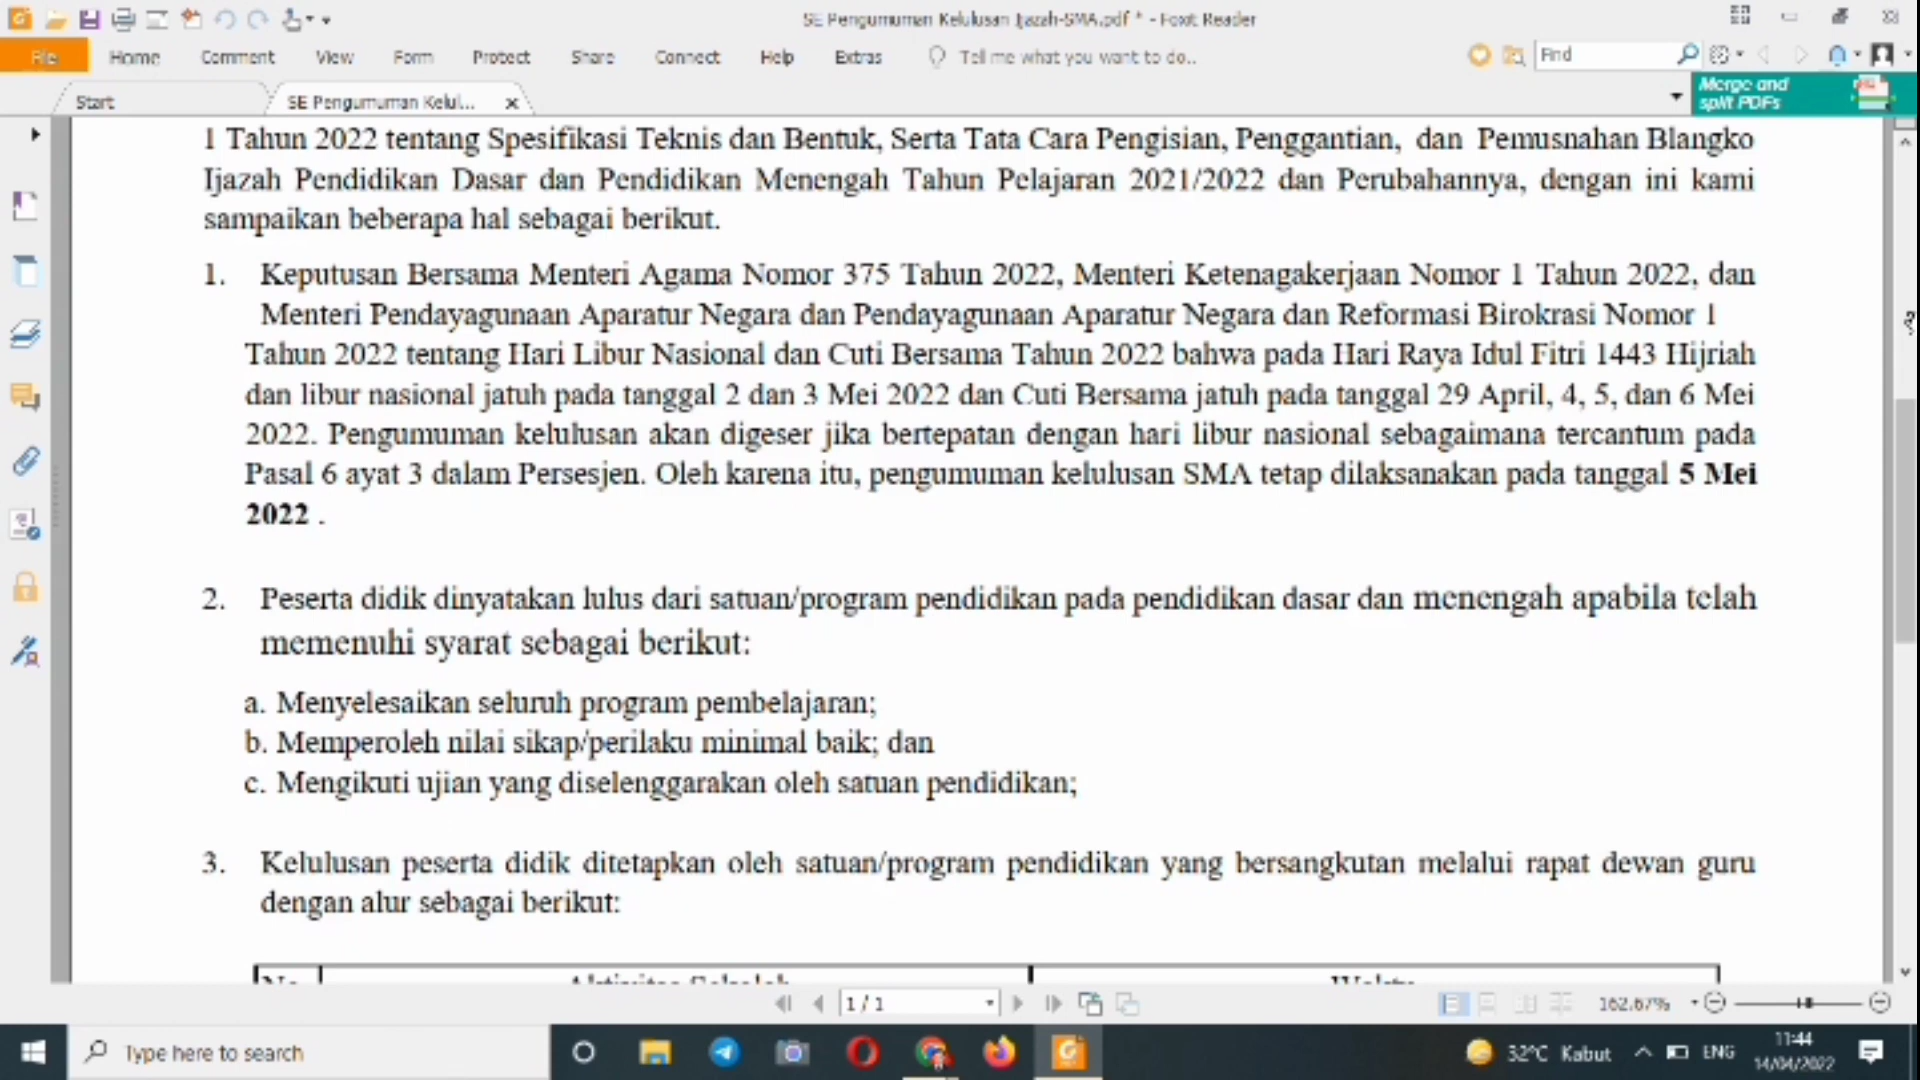 SE Pengumuman Kelulusan Ijazah-SMA.pdf * - Foxit Reader
File Home Comment View Form Protect Share Connect Help Extras Tell me what you want to do.. Find
Start SE Pengumuman Kelul... Merge and
split PDFs
1 Tahun 2022 tentang Spesifikasi Teknis dan Bentuk, Serta Tata Cara Pengisian, Penggantian, dan Pemusnahan Blangko
Ijazah Pendidikan Dasar dan Pendidikan Menengah Tahun Pelajaran 2021/2022 dan Perubahannya, dengan ini kami
sampaikan beberapa hal sebagai berikut.
1. Keputusan Bersama Menteri Agama Nomor 375 Tahun 2022, Menteri Ketenagakerjaan Nomor 1 Tahun 2022, dan
Menteri Pendayagunaan Aparatur Negara dan Pendayagunaan Aparatur Negara dan Reformasi Birokrasi Nomor 1
Tahun 2022 tentang Hari Libur Nasional dan Cuti Bersama Tahun 2022 bahwa pada Hari Raya Idul Fitri 1443 Hijriah
dan libur nasional jatuh pada tanggal 2 dan 3 Mei 2022 dan Cuti Bersama jatuh pada tanggal 29 April, 4, 5, dan 6 Mei
2022. Pengumuman kelulusan akan digeser jika bertepatan dengan hari libur nasional sebagaimana tercantum pada
Pasal 6 ayat 3 dalam Persesjen. Oleh karena itu, pengumuman kelulusan SMA tetap dilaksanakan pada tanggal 5 Mei
2022 .
2. Peserta didik dinyatakan lulus dari satuan/program pendidikan pada pendidikan dasar dan menengah apabila telah
memenuhi syarat sebagai berikut:
a. Menyelesaikan seluruh program pembelajaran;
b. Memperoleh nilai sikap/perilaku minimal baik; dan
c. Mengikuti ujian yang diselenggarakan oleh satuan pendidikan;
3. Kelulusan peserta didik ditetapkan oleh satuan/program pendidikan yang bersangkutan melalui rapat dewan guru
dengan alur sebagai berikut:
1 / 1 162.67%
Type here to search 32°C Kabut ENG 11:44
14/04/2022